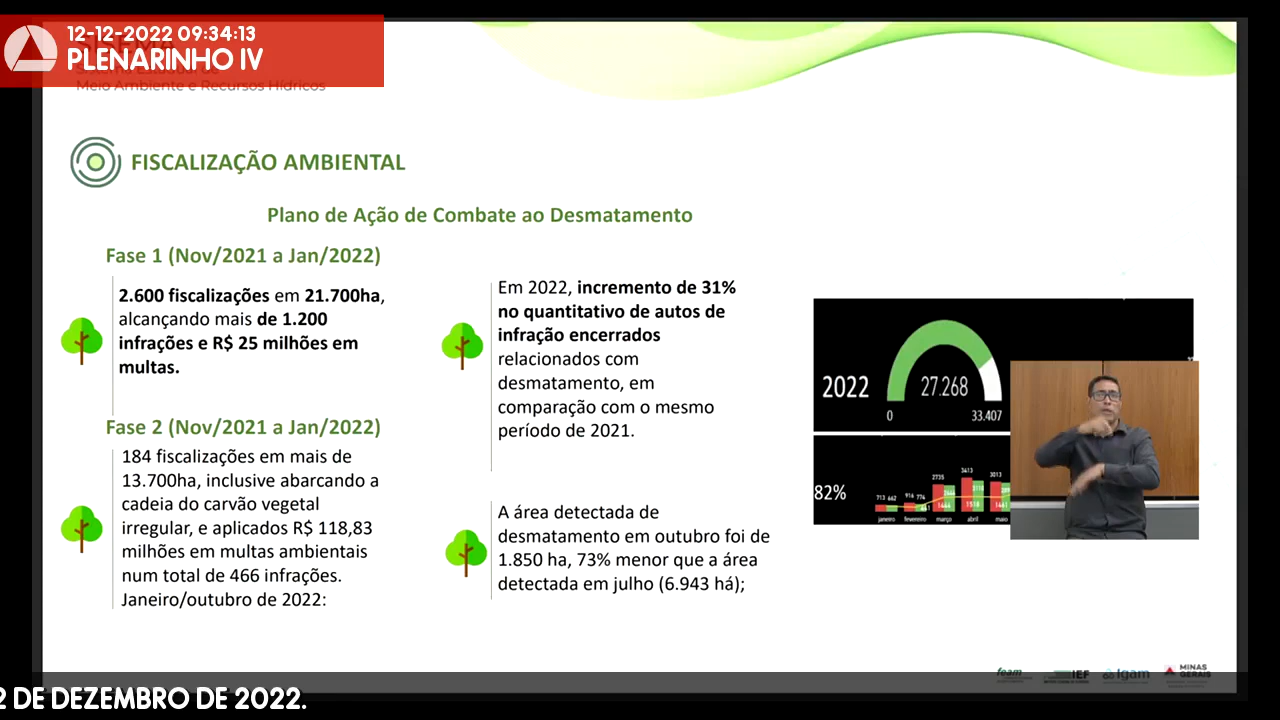 12-12-2022 09:34:13
PLENARINHO IV
Meio Ambiente e Recursos Hídricos
FISCALIZAÇÃO AMBIENTAL
Plano de Ação de Combate ao Desmatamento
Fase 1 (Nov/2021 a Jan/2022)
2.600 fiscalizações em 21.700ha,
alcançando mais de 1.200
infrações e R$ 25 milhões em
multas.
Fase 2 (Nov/2021 a Jan/2022)
184 fiscalizações em mais de
13.700ha, inclusive abarcando a
cadeia do carvão vegetal
irregular, e aplicados R$ 118,83
milhões em multas ambientais
num total de 466 infrações.
Janeiro/outubro de 2022:
Em 2022, incremento de 31%
no quantitativo de autos de
infração encerrados
relacionados com
desmatamento, em
comparação com o mesmo
período de 2021.
A área detectada de
desmatamento em outubro foi de
1.850 ha, 73% menor que a área
detectada em julho (6.943 há);
2022
27.268
0 33.407
82%
713 662 916 774 2735 3413 3013
janeiro fevereiro março abril maio
feam IEF Igam MINAS
GERAIS
2 DE DEZEMBRO DE 2022.